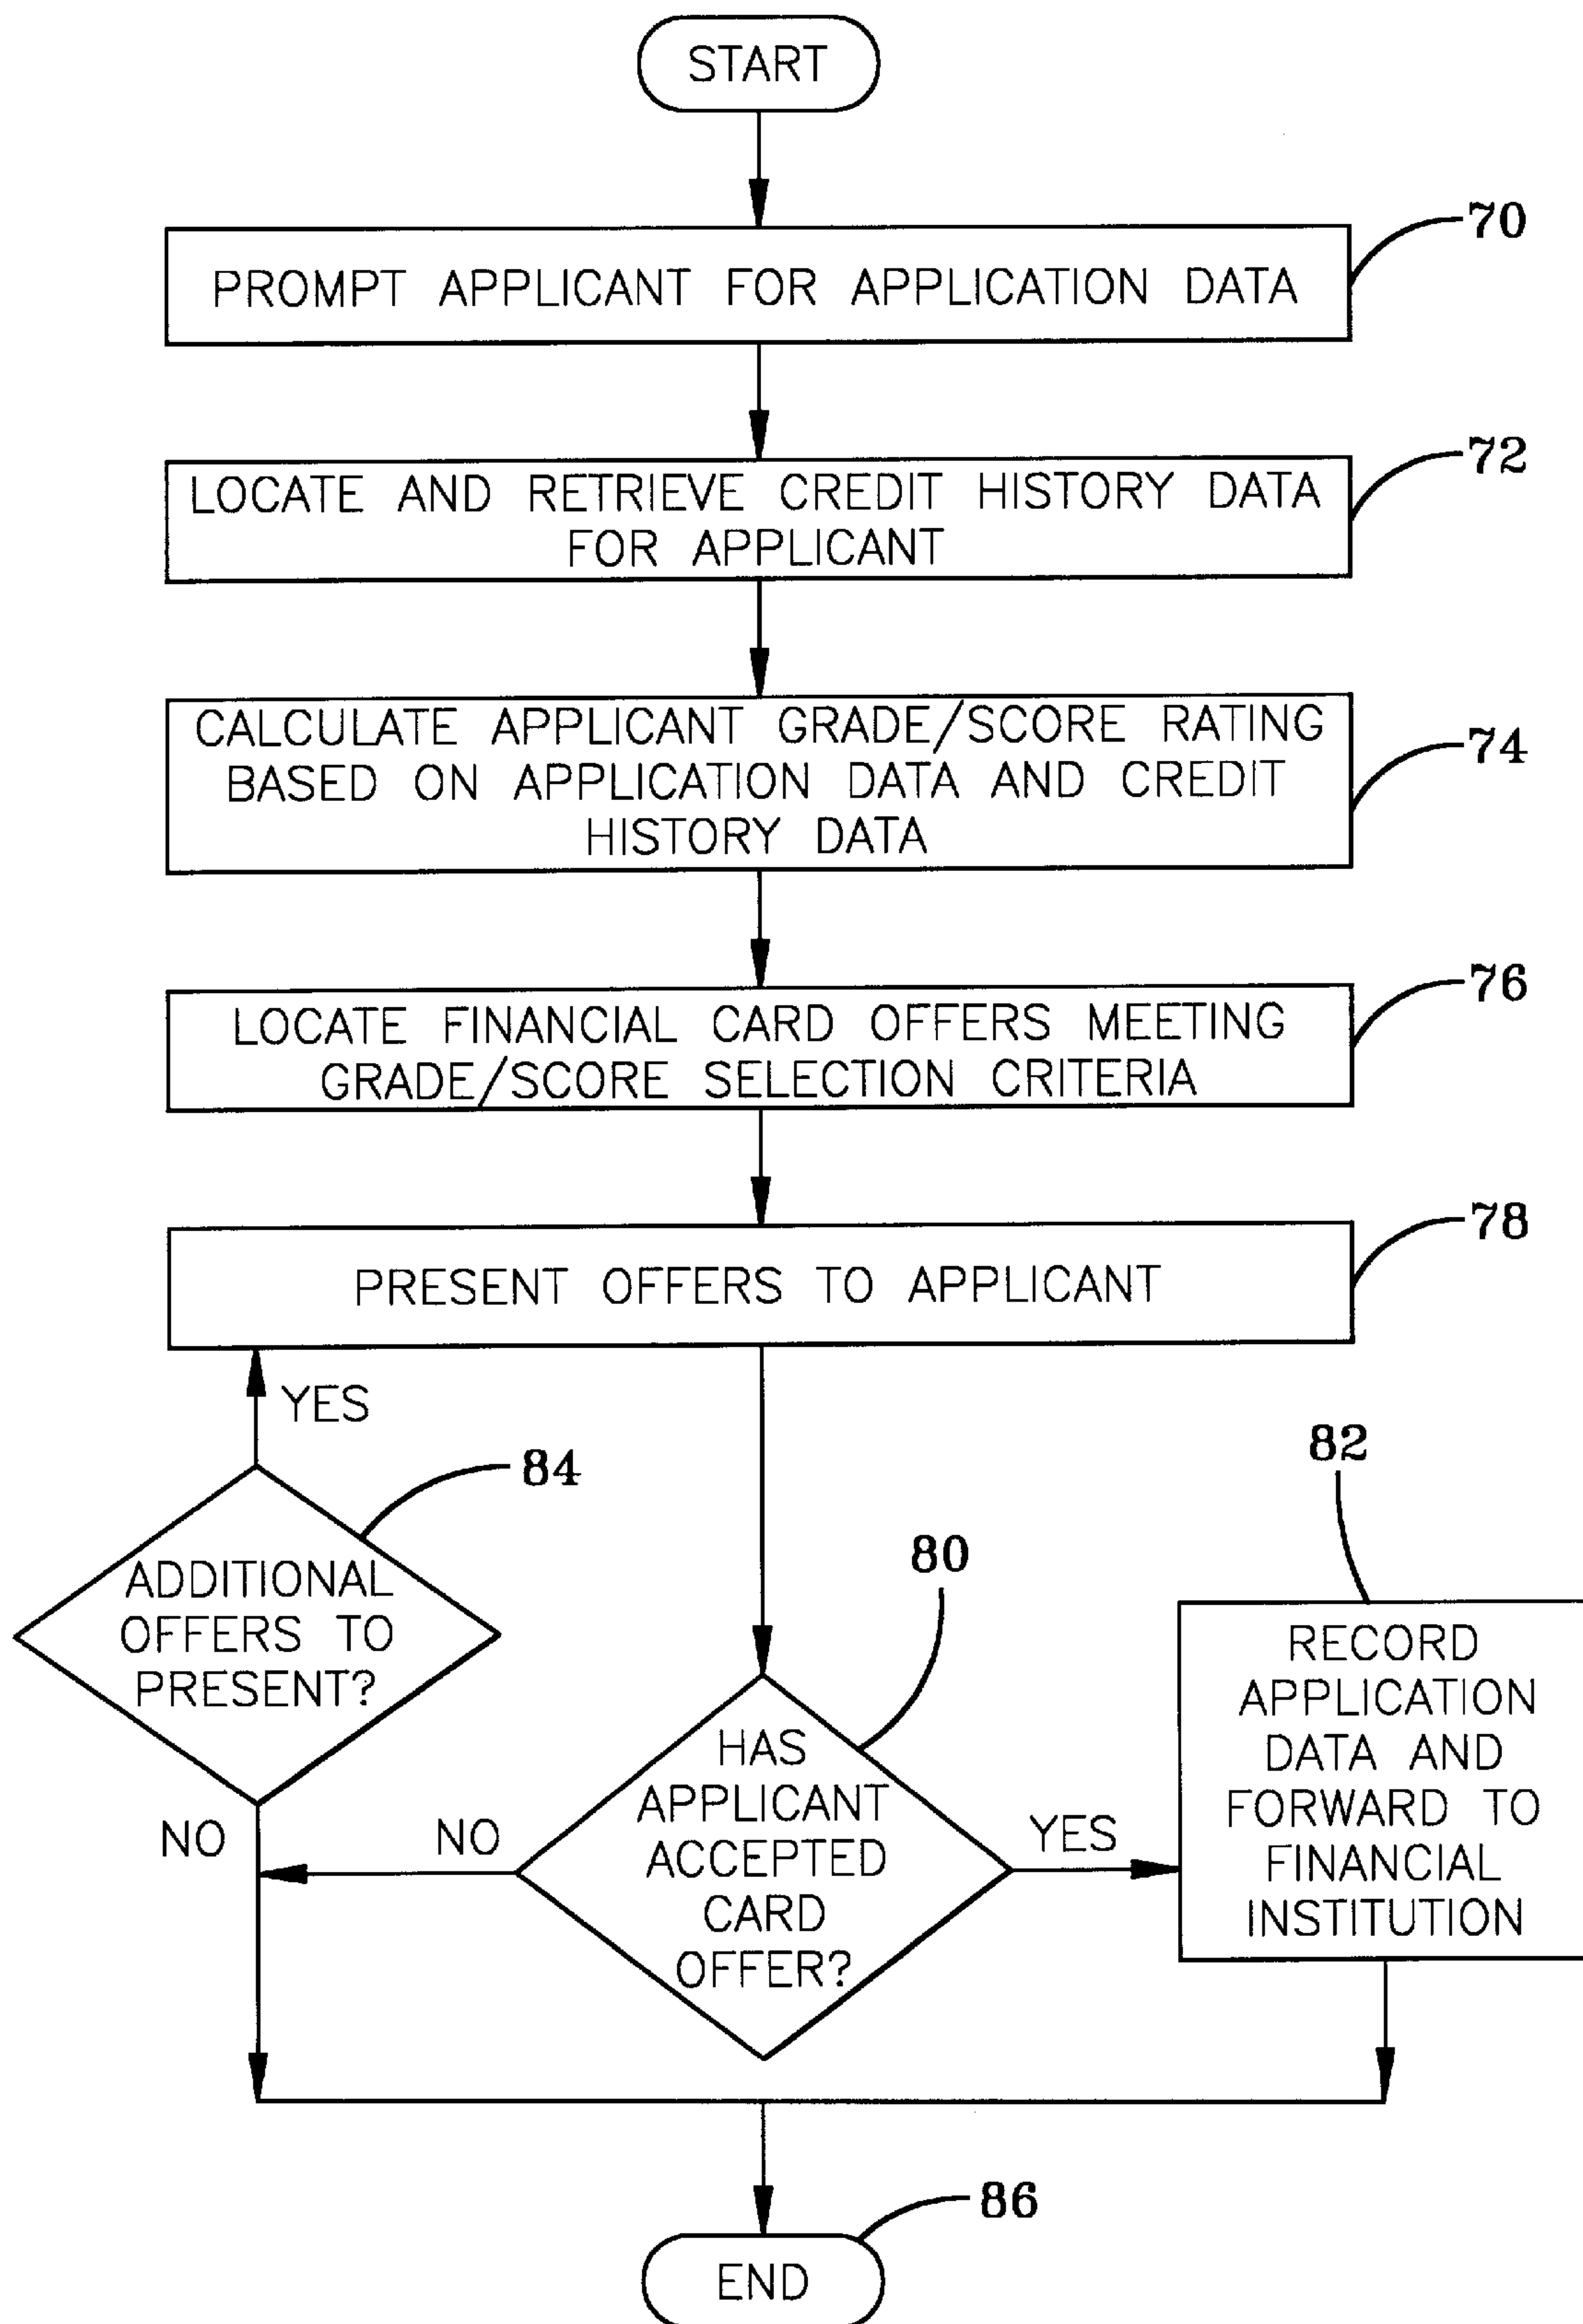 START
70
PROMPT APPLICANT FOR APPLICATION DATA
72
LOCATE AND RETRIEVE CREDIT HISTORY DATA
FOR APPLICANT
74
CALCULATE APPLICANT GRADE/SCORE RATING
BASED ON APPLICATION DATA AND CREDIT
HISTORY DATA
76
LOCATE FINANCIAL CARD OFFERS MEETING
GRADE/SCORE SELECTION CRITERIA
78
PRESENT OFFERS TO APPLICANT
YES
84
ADDITIONAL
OFFERS TO
PRESENT?
NO
80
HAS
APPLICANT
ACCEPTED
CARD
OFFER?
NO
YES
82
RECORD
APPLICATION
DATA AND
FORWARD TO
FINANCIAL
INSTITUTION
86
END